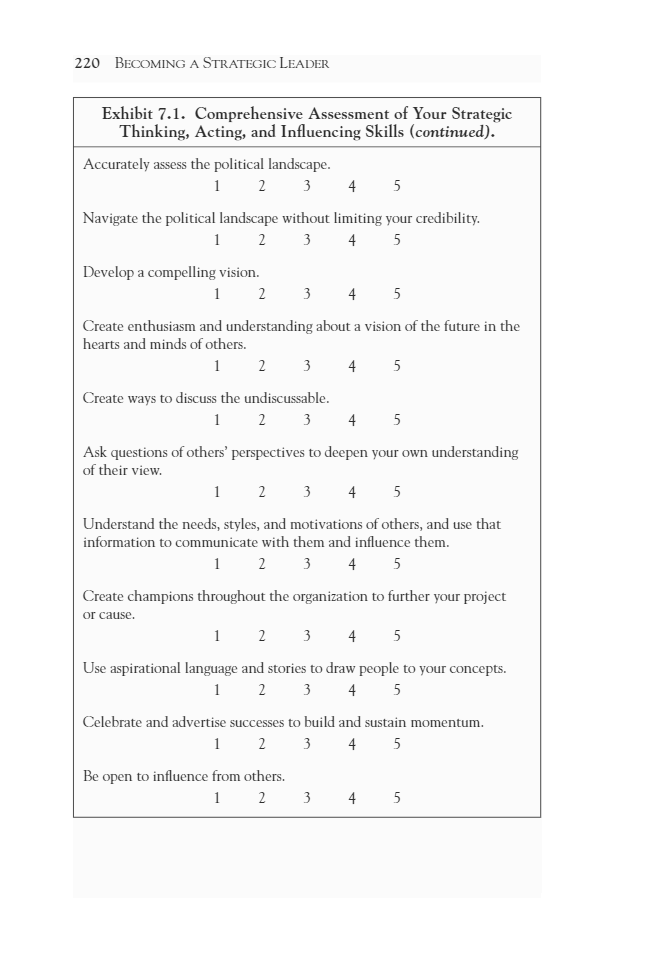 220 BECOMING A STRATEGIC LEADER
Exhibit 7.1. Comprehensive Assessment of Your Strategic
Thinking, Acting, and Influencing Skills (continued).
Accurately assess the political landscape.
1 2 3 4 5
Navigate the political landscape without limiting your credibility.
1 2 3 4 5
Develop a compelling vision.
1 2 3 4 5
Create enthusiasm and understanding about a vision of the future in the
hearts and minds of others.
1 2 3 4 5
Create ways to discuss the undiscussable.
1 2 3 4 5
Ask questions of others’ perspectives to deepen your own understanding
of their view.
1 2 3 4 5
Understand the needs, styles, and motivations of others, and use that
information to communicate with them and influence them.
1 2 3 4 5
Create champions throughout the organization to further your project
or cause.
1 2 3 4 5
Use aspirational language and stories to draw people to your concepts.
1 2 3 4 5
Celebrate and advertise successes to build and sustain momentum.
1 2 3 4 5
Be open to influence from others.
1 2 3 4 5